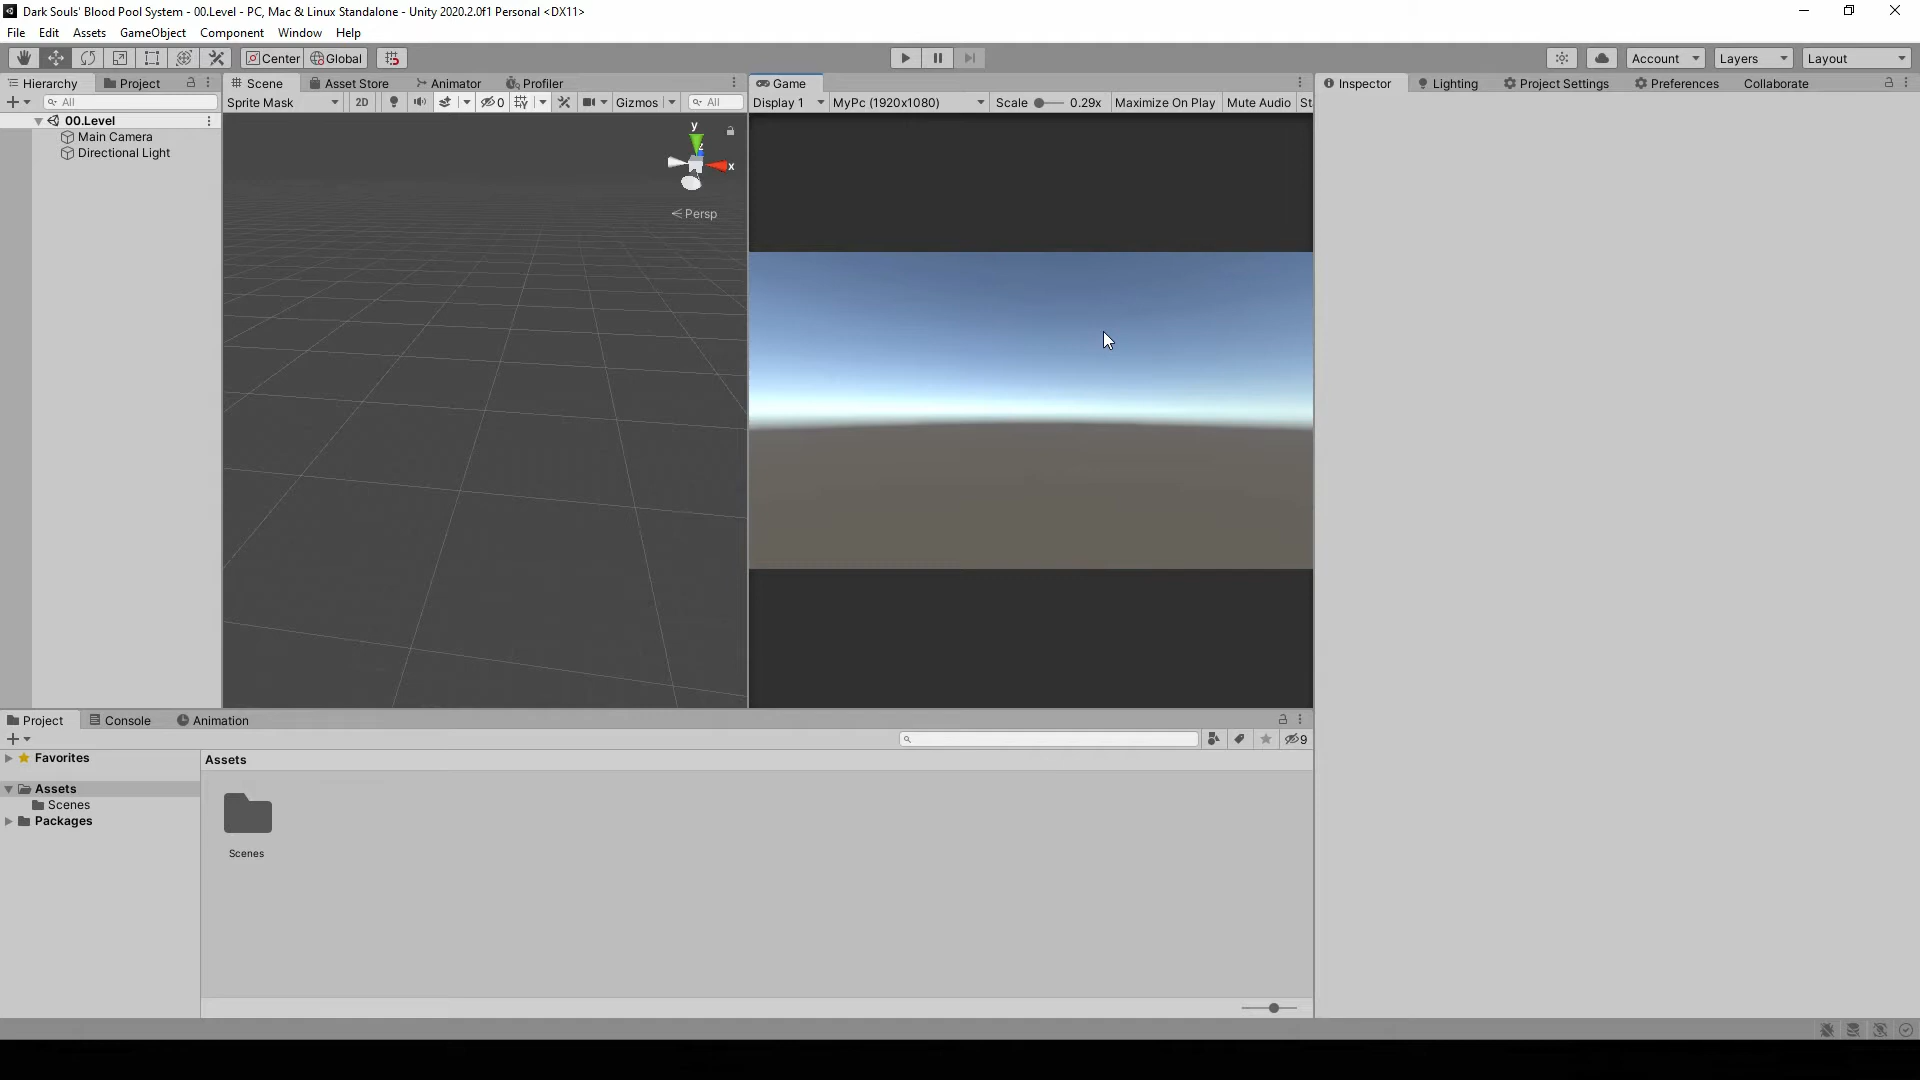 Dark Souls' Blood Pool System - 00.Level - PC, Mac & Linux Standalone - Unity 2020.2.0f1 Personal <DX11>
File Edit Assets GameObject Component Window Help
Center Global Account Layers Layout
Hierarchy Project Scene Asset Store Animator Profiler Game Inspector Lighting Project Settings Preferences Collaborate
All Sprite Mask 2D 0 Gizmos All Display 1 MyPc (1920x1080) Scale 0.29x Maximize On Play Mute Audio St
00.Level
Main Camera
Directional Light
y
z
x
Persp
Project Console Animation
9
Favorites Assets
Assets
Scenes
Packages
Scenes